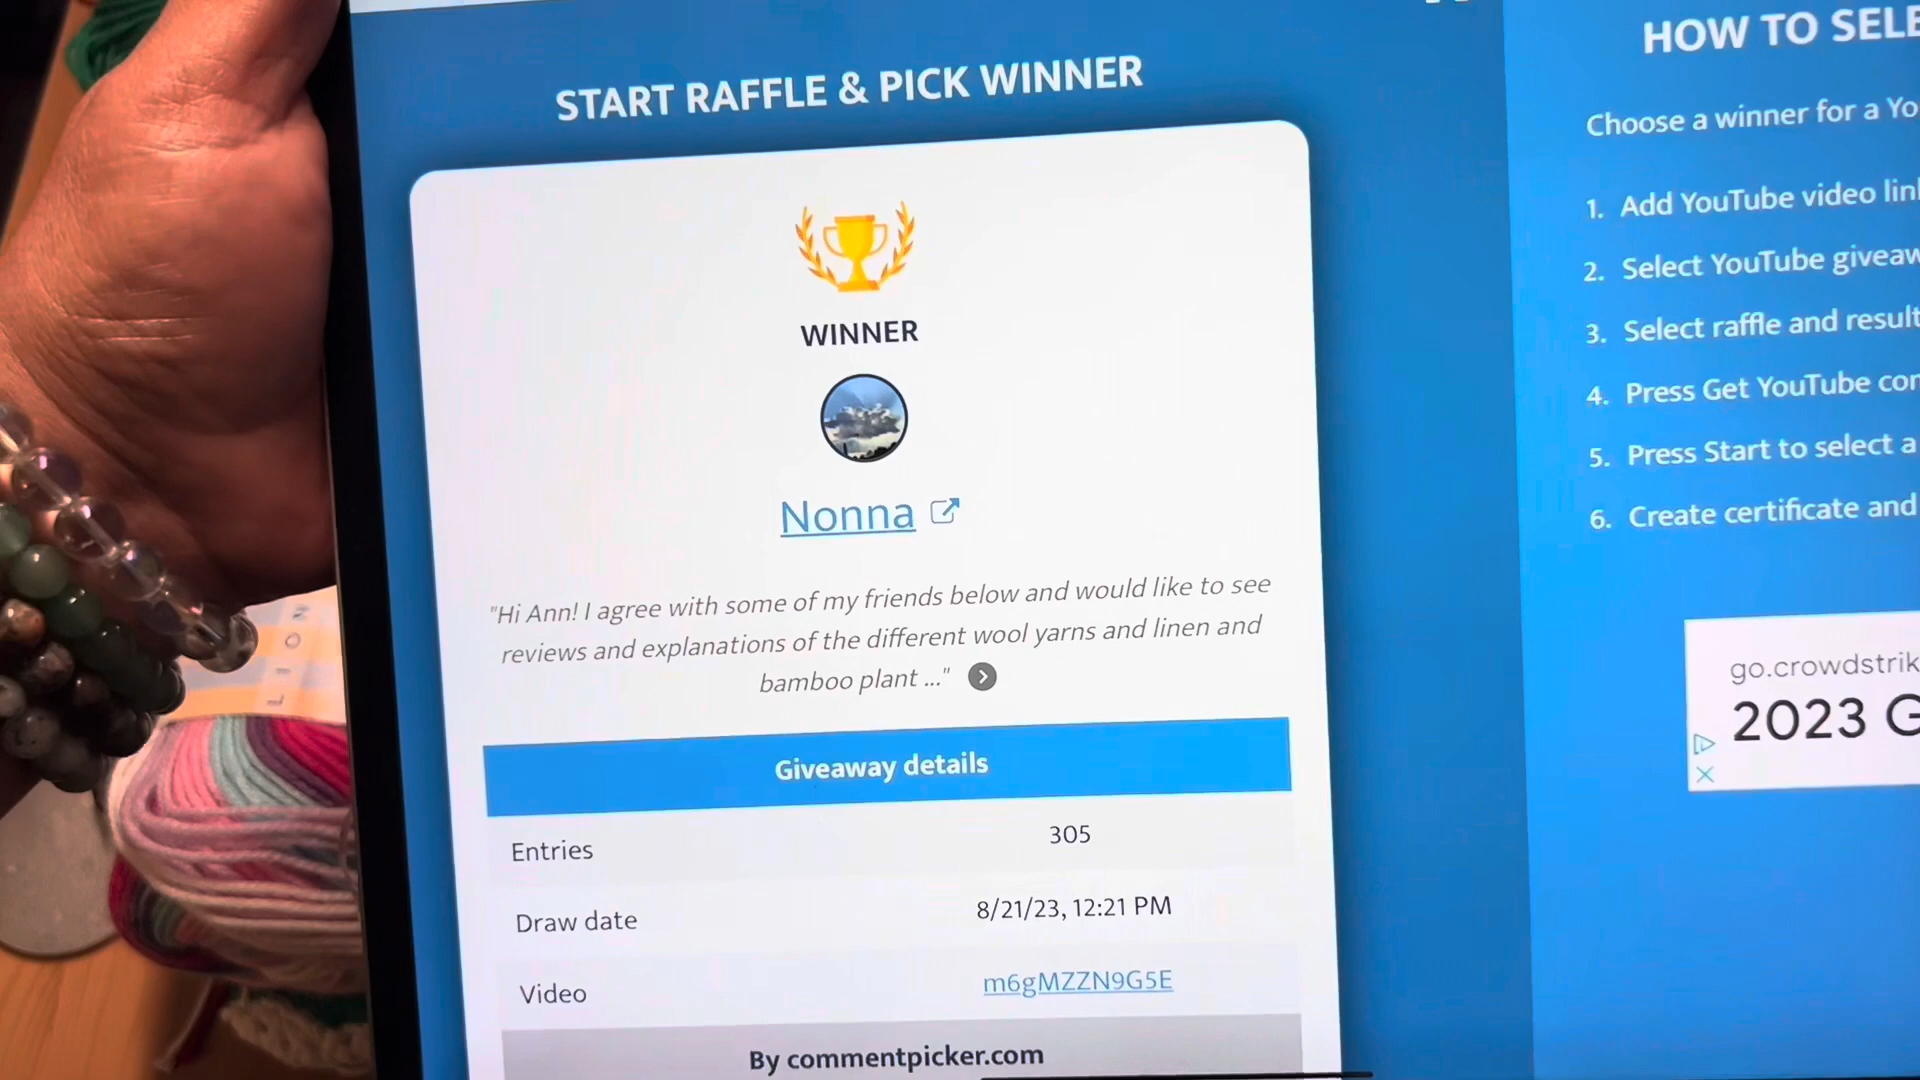 START RAFFLE & PICK WINNER
WINNER
Nonna
"Hi Ann! I agree with some of my friends below and would like to see
reviews and explanations of the different wool yarns and linen and
bamboo plant ..."
Giveaway details
Entries 305
Draw date 8/21/23, 12:21 PM
Video m6gMZZN9G5E
By commentpicker.com
HOW TO SELE
Choose a winner for a Yo
1. Add YouTube video lin
2. Select YouTube giveaw
3. Select raffle and result
4. Press Get YouTube co
5. Press Start to select a
6. Create certificate and
go.crowdstrik
2023 G